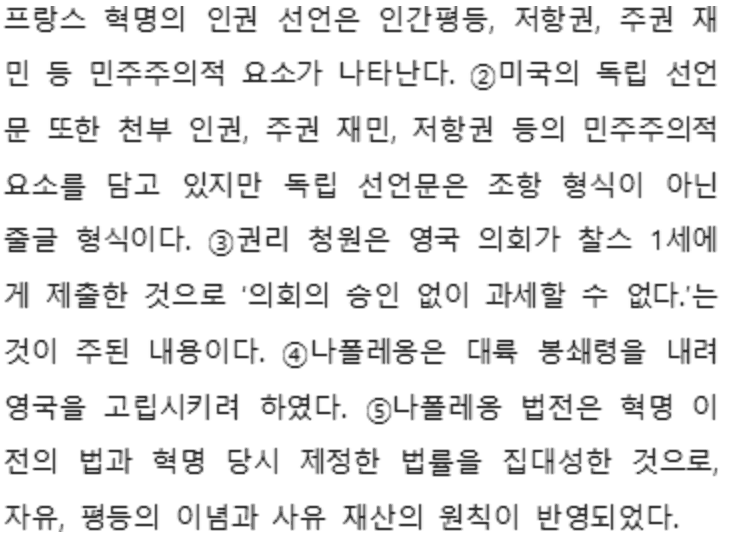 프랑스 혁명의 인권 선언은 인간평등, 저항권, 주권 재
민 등 민주주의적 요소가 나타난다. ②미국의 독립 선언
문 또한 천부 인권, 주권 재민, 저항권 등의 민주주의적
요소를 담고 있지만 독립 선언문은 조항 형식이 아닌
줄글 형식이다. ③권리 청원은 영국 의회가 찰스 1세에
게 제출한 것으로 ‘의회의 승인 없이 과세할 수 없다.’는
것이 주된 내용이다. ④나폴레옹은 대륙 봉쇄령을 내려
영국을 고립시키려 하였다. ⑤나폴레옹 법전은 혁명 이
전의 법과 혁명 당시 제정한 법률을 집대성한 것으로,
자유, 평등의 이념과 사유 재산의 원칙이 반영되었다.